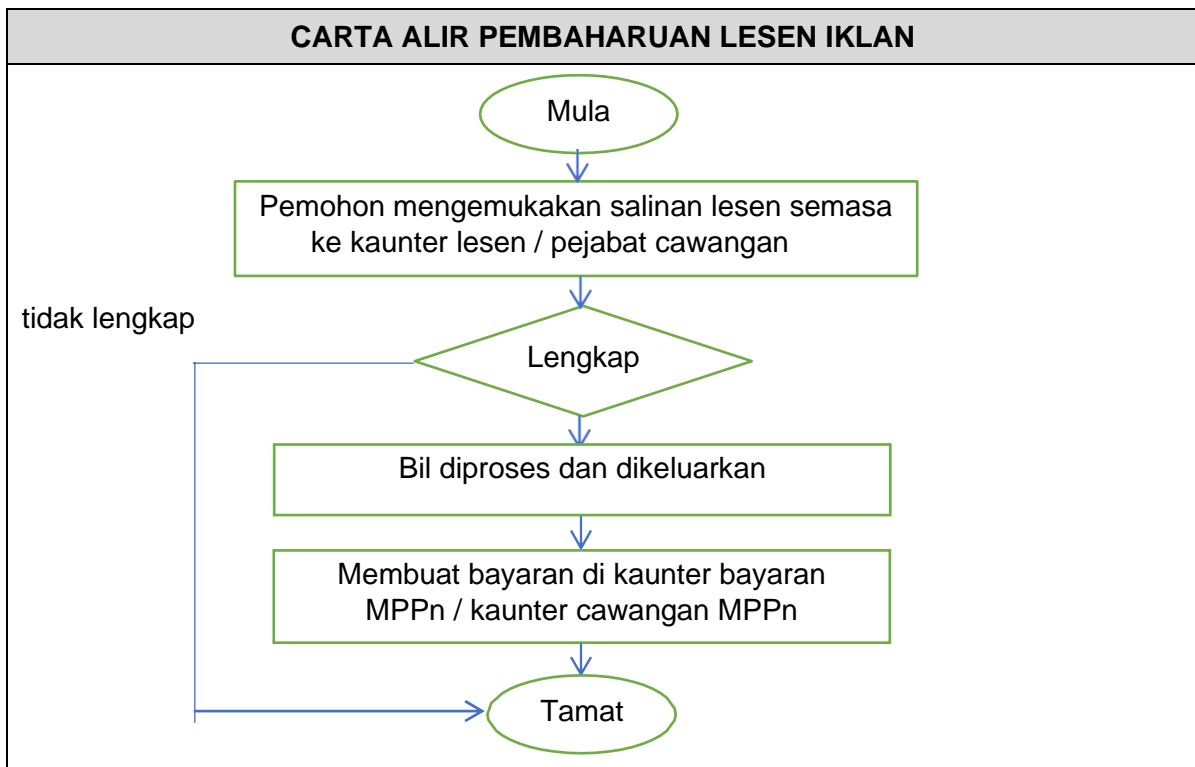 CARTA ALIR PEMBAHARUAN LESEN IKLAN
Mula
Pemohon mengemukakan salinan lesen semasa
ke kaunter lesen / pejabat cawangan
tidak lengkap
Lengkap
Bil diproses dan dikeluarkan
Membuat bayaran di kaunter bayaran
MPPn / kaunter cawangan MPPn
Tamat